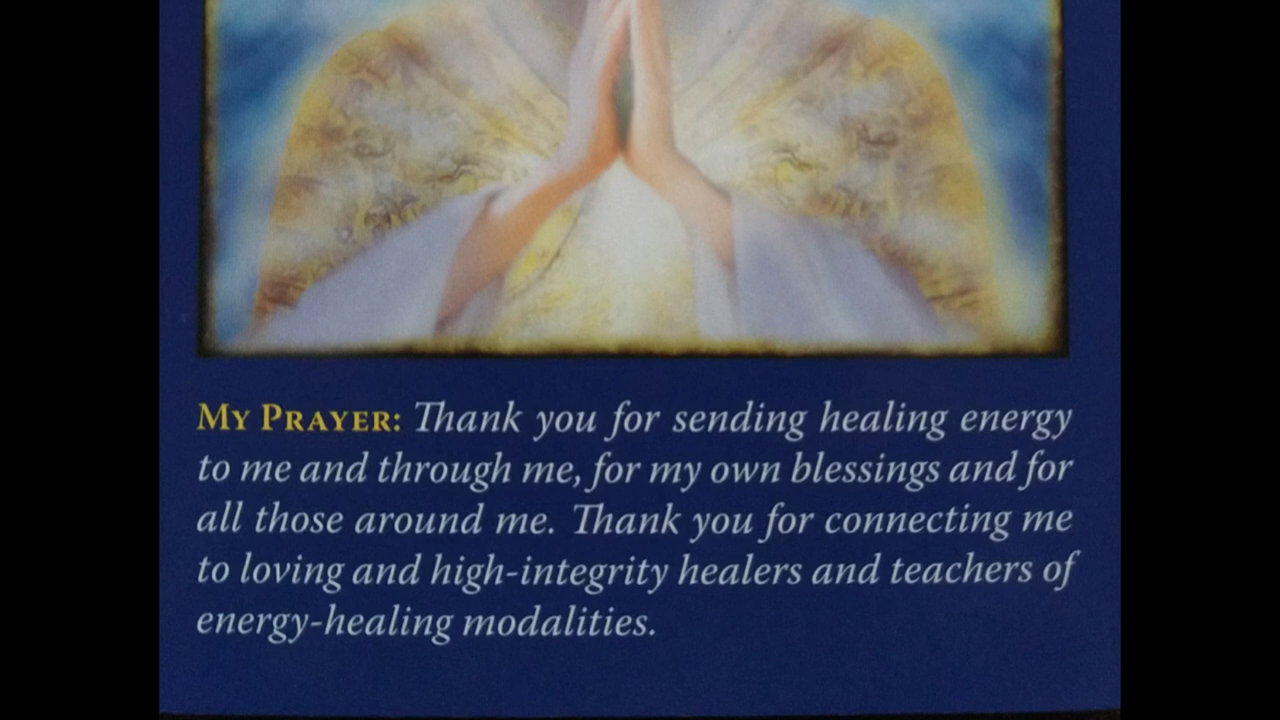 My Prayer: Thank you for sending healing energy
to me and through me, for my own blessings and for
all those around me. Thank you for connecting me
to loving and high-integrity healers and teachers of
energy-healing modalities.